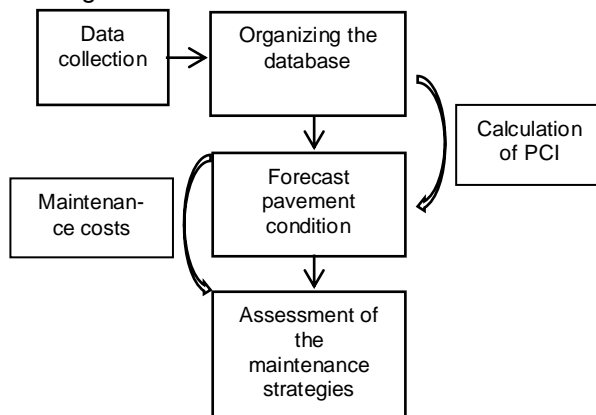 Data
collection
Organizing the
database
Calculation
of PCI
Forecast
pavement
condition
Maintenan-
ce costs
Assessment of
the
maintenance
strategies